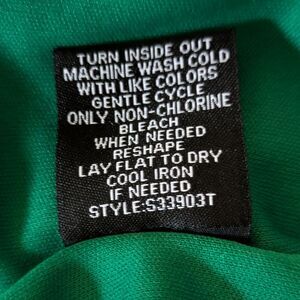 TURN INSIDE OUT
MACHINE WASH COLD
WITH LIKE COLORS
GENTLE CYCLE
ONLY NON-CHLORINE
BLEACH
WHEN NEEDED
RESHAPE
LAY FLAT TO DRY
COOL IRON
IF NEEDED
STYLE:S33903T